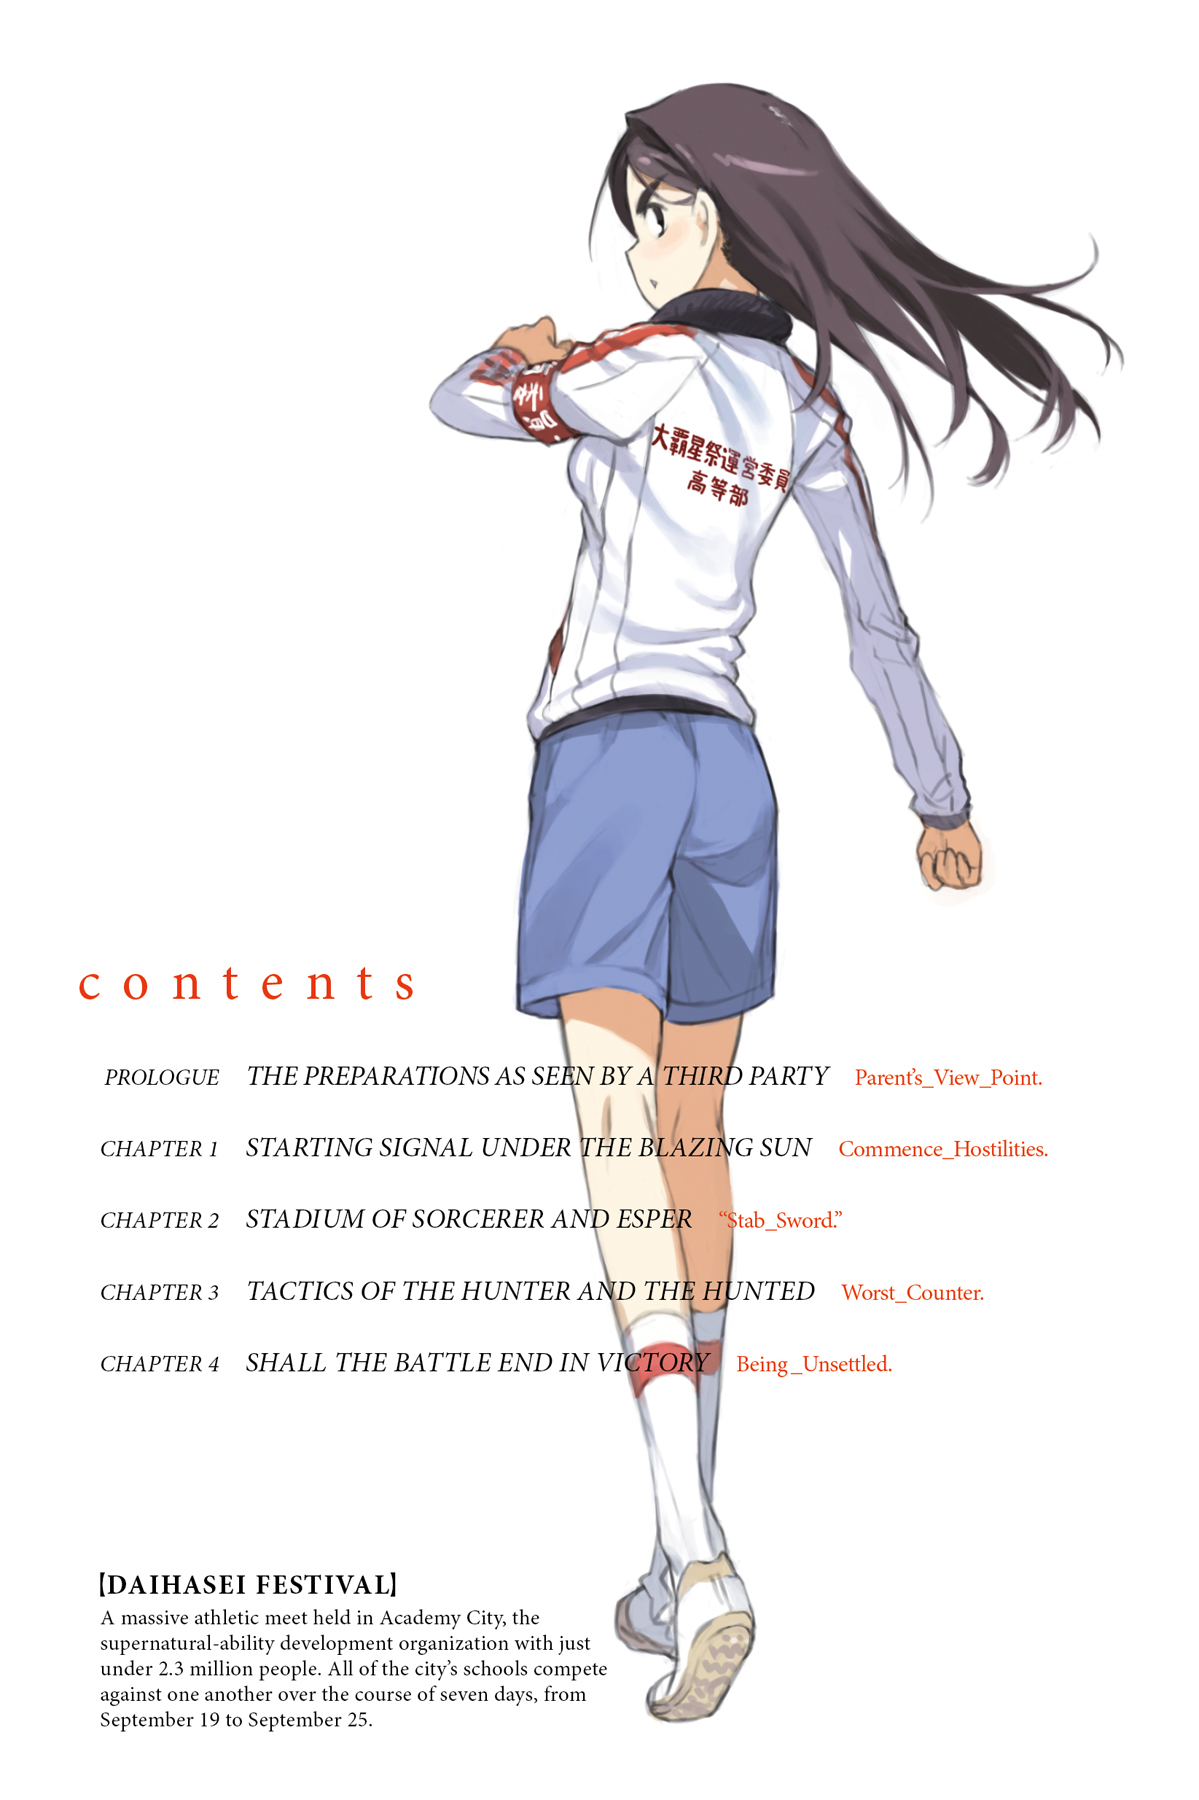 大覇星祭運営委員
高等部
contents
PROLOGUE THE PREPARATIONS AS SEEN BY A THIRD PARTY Parent’s_View_Point.
CHAPTER 1 STARTING SIGNAL UNDER THE BLAZING SUN Commence_Hostilities.
CHAPTER 2 STADIUM OF SORCERER AND ESPER “Stab_Sword.”
CHAPTER 3 TACTICS OF THE HUNTER AND THE HUNTED Worst_Counter.
CHAPTER 4 SHALL THE BATTLE END IN VICTORY Being_Unsettled.
【DAIHASEI FESTIVAL】
A massive athletic meet held in Academy City, the
supernatural-ability development organization with just
under 2.3 million people. All of the city’s schools compete
against one another over the course of seven days, from
September 19 to September 25.